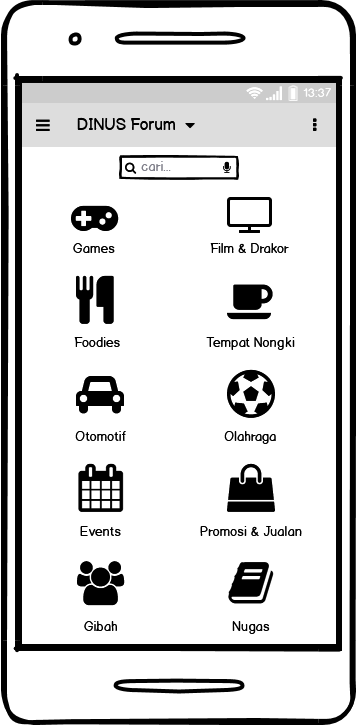 13:37
DINUS Forum
cari...
Games
Film & Drakor
Foodies
Tempat Nongki
Otomotif
Olahraga
Events
Promosi & Jualan
Gibah
Nugas